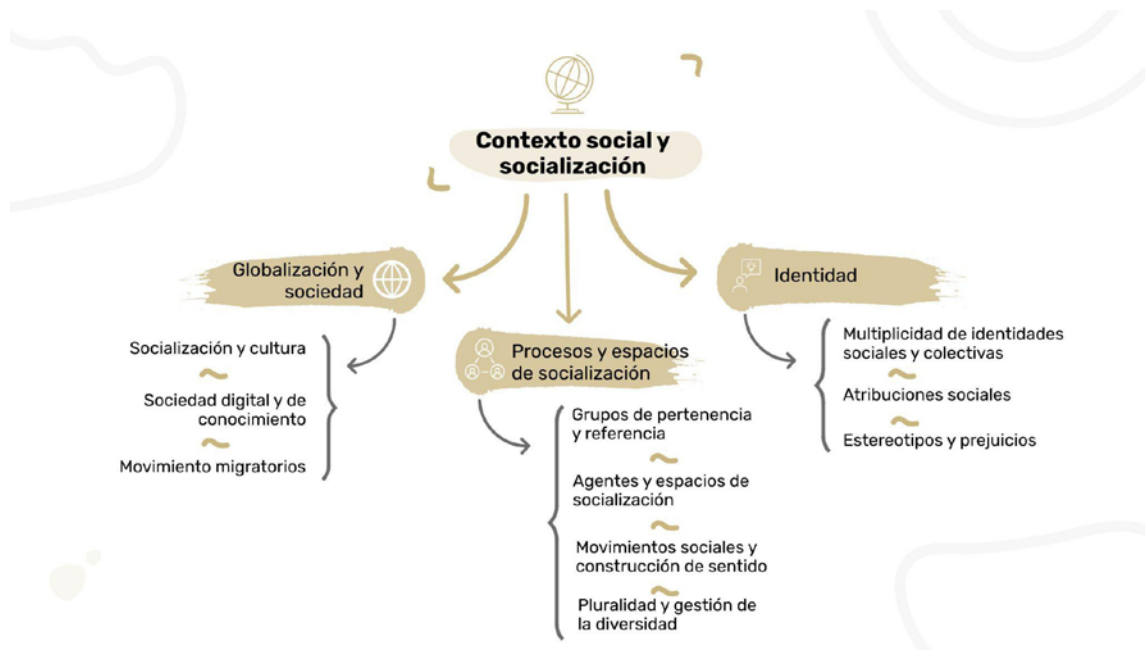 Contexto social y
socialización
Globalización y
sociedad
Socialización y cultura
Sociedad digital y de
conocimiento
Movimiento migratorios
Procesos y espacios
de socialización
Grupos de pertenencia
y referencia
Agentes y espacios de
socialización
Movimientos sociales y
construcción de sentido
Pluralidad y gestión de
la diversidad
Identidad
Multiplicidad de identidades
sociales y colectivas
Atribuciones sociales
Estereotipos y prejuicios